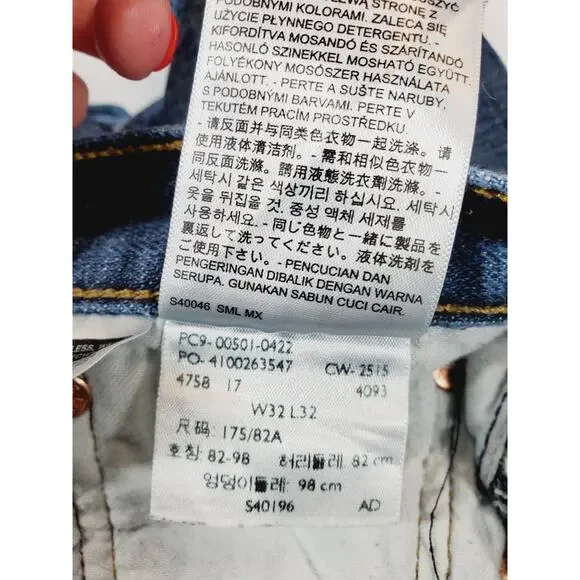 PODOBNYMI KOLORAMI. ZALECA SIĘ
UŻYCIE PŁYNNEGO DETERGENTU. -
KIFORDÍTVA MOSANDÓ ÉS SZÁRÍTANDÓ
HASONLÓ SZINEKKEL MOSHATÓ EGYÜTT.
FOLYÉKONY MOSÓSZER HASZNÁLATA
AJÁNLOTT. - PERTE A SUŠTE NARUBY,
S PODOBNÝMI BARVAMI. PERTE V
TEKUTÉM PRACÍM PROSTŘEDKU.
- 请反面并与同类色衣物一起洗涤。请
使用液体清洁剂。- 需和相似色衣物一
同反面洗滌。請用液態洗衣劑洗滌。-
세탁시 같은 색상끼리 하십시요. 세탁시
옷을 뒤집을 것. 중성 액체 세제를
사용하세요. - 同じ色物と一緒に製品を
裏返して洗ってください。液体洗剤を
ご使用下さい。- PENCUCIAN DAN
PENGERINGAN DIBALIK DENGAN WARNA
SERUPA. GUNAKAN SABUN CUCI CAIR.
S40046 SML MX
PC9- 00501-0422
PO- 4100263547 CW- 2515
4758 17 4093
W32 L32
尺码: 175/82A
호칭: 82-98 허리둘레: 82 cm
엉덩이둘레: 98 cm
S40196 AD